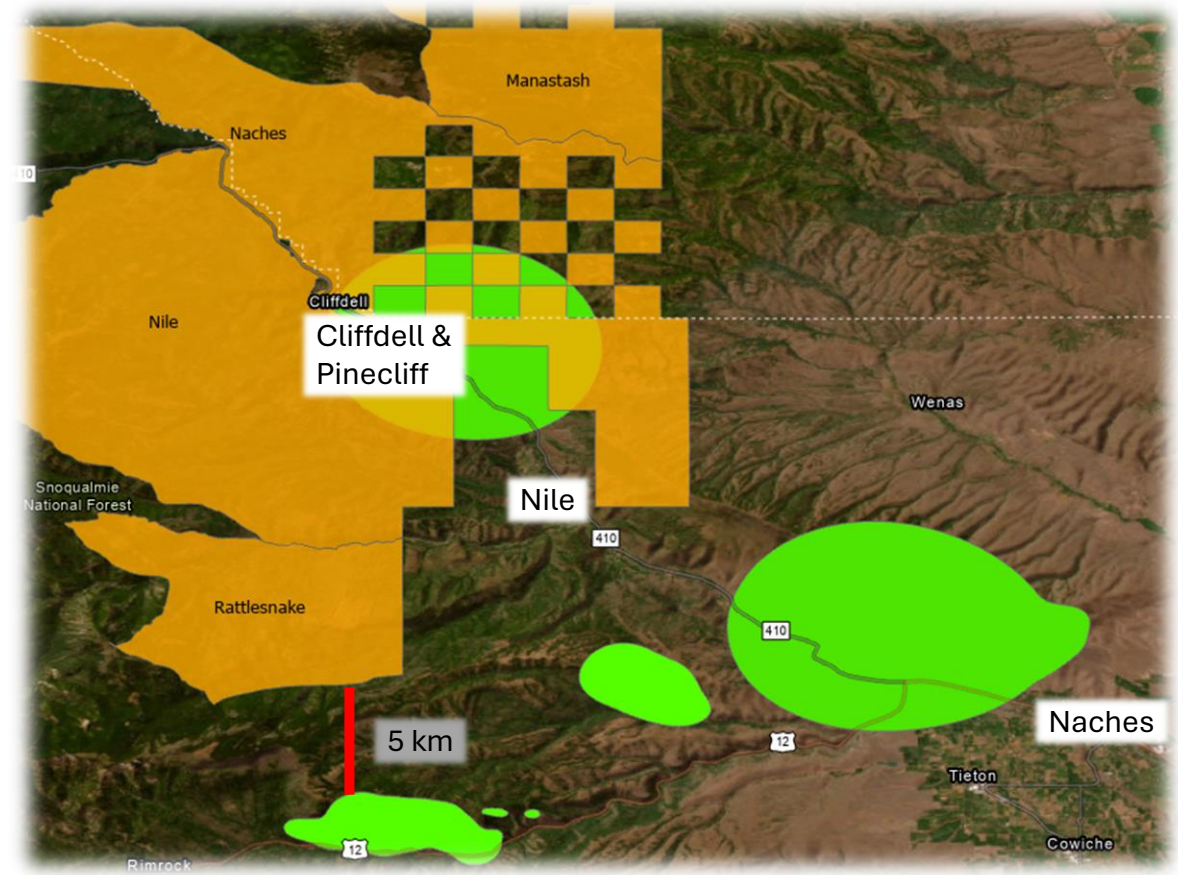 Manastash
Naches
410
Cliffdell
Nile
Cliffdell &
Pinecliff
Wenas
Snoqualmie
National Forest
Nile
410
Rattlesnake
410
Naches
5 km
12
Tieton
Cowiche
12
Rimrock